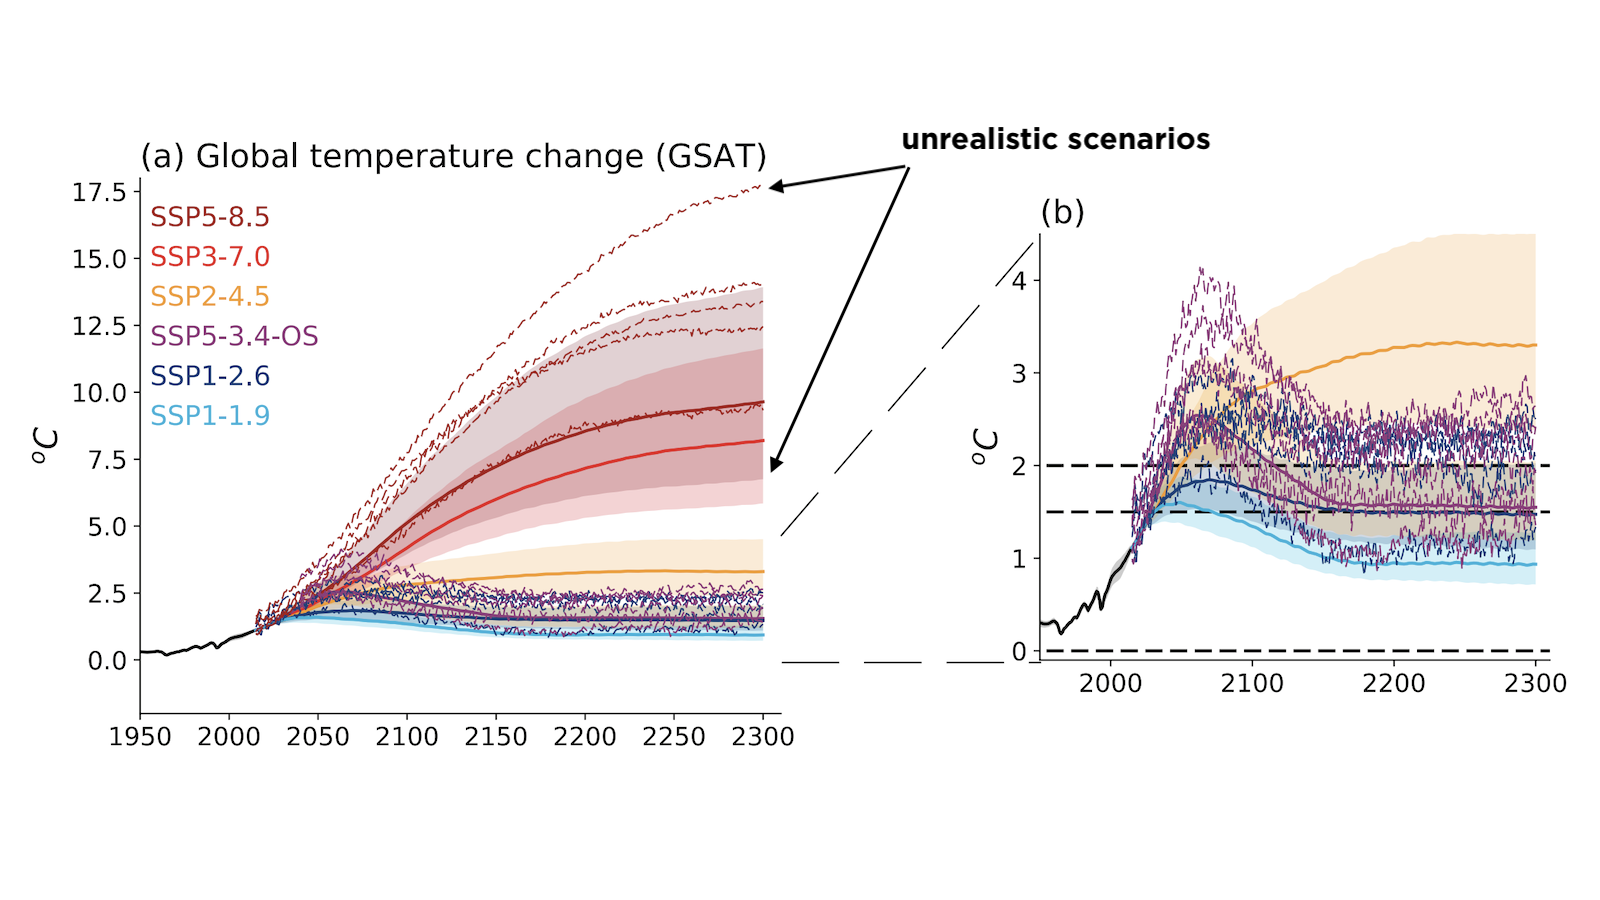 unrealistic scenarios
(a) Global temperature change (GSAT)
17.5
15.0
12.5
10.0
7.5
5.0
2.5
0.0
°C
SSP5-8.5
SSP3-7.0
SSP2-4.5
SSP5-3.4-OS
SSP1-2.6
SSP1-1.9
1950 2000 2050 2100 2150 2200 2250 2300
(b)
4
3
2
1
0
°C
2000 2100 2200 2300